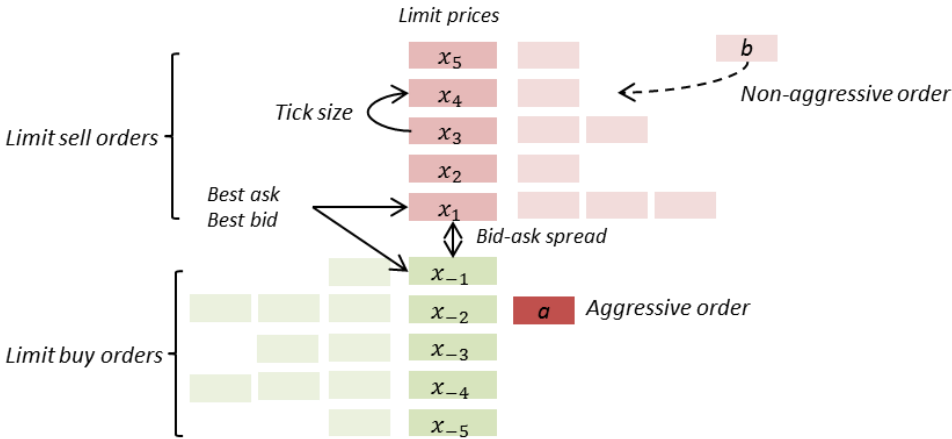 Limit prices
x₅
b
x₄
Non-aggressive order
Tick size
x₃
Limit sell orders
x₂
Best ask
Best bid
x₁
Bid-ask spread
x₋₁
x₋₂
a
Aggressive order
Limit buy orders
x₋₃
x₋₄
x₋₅